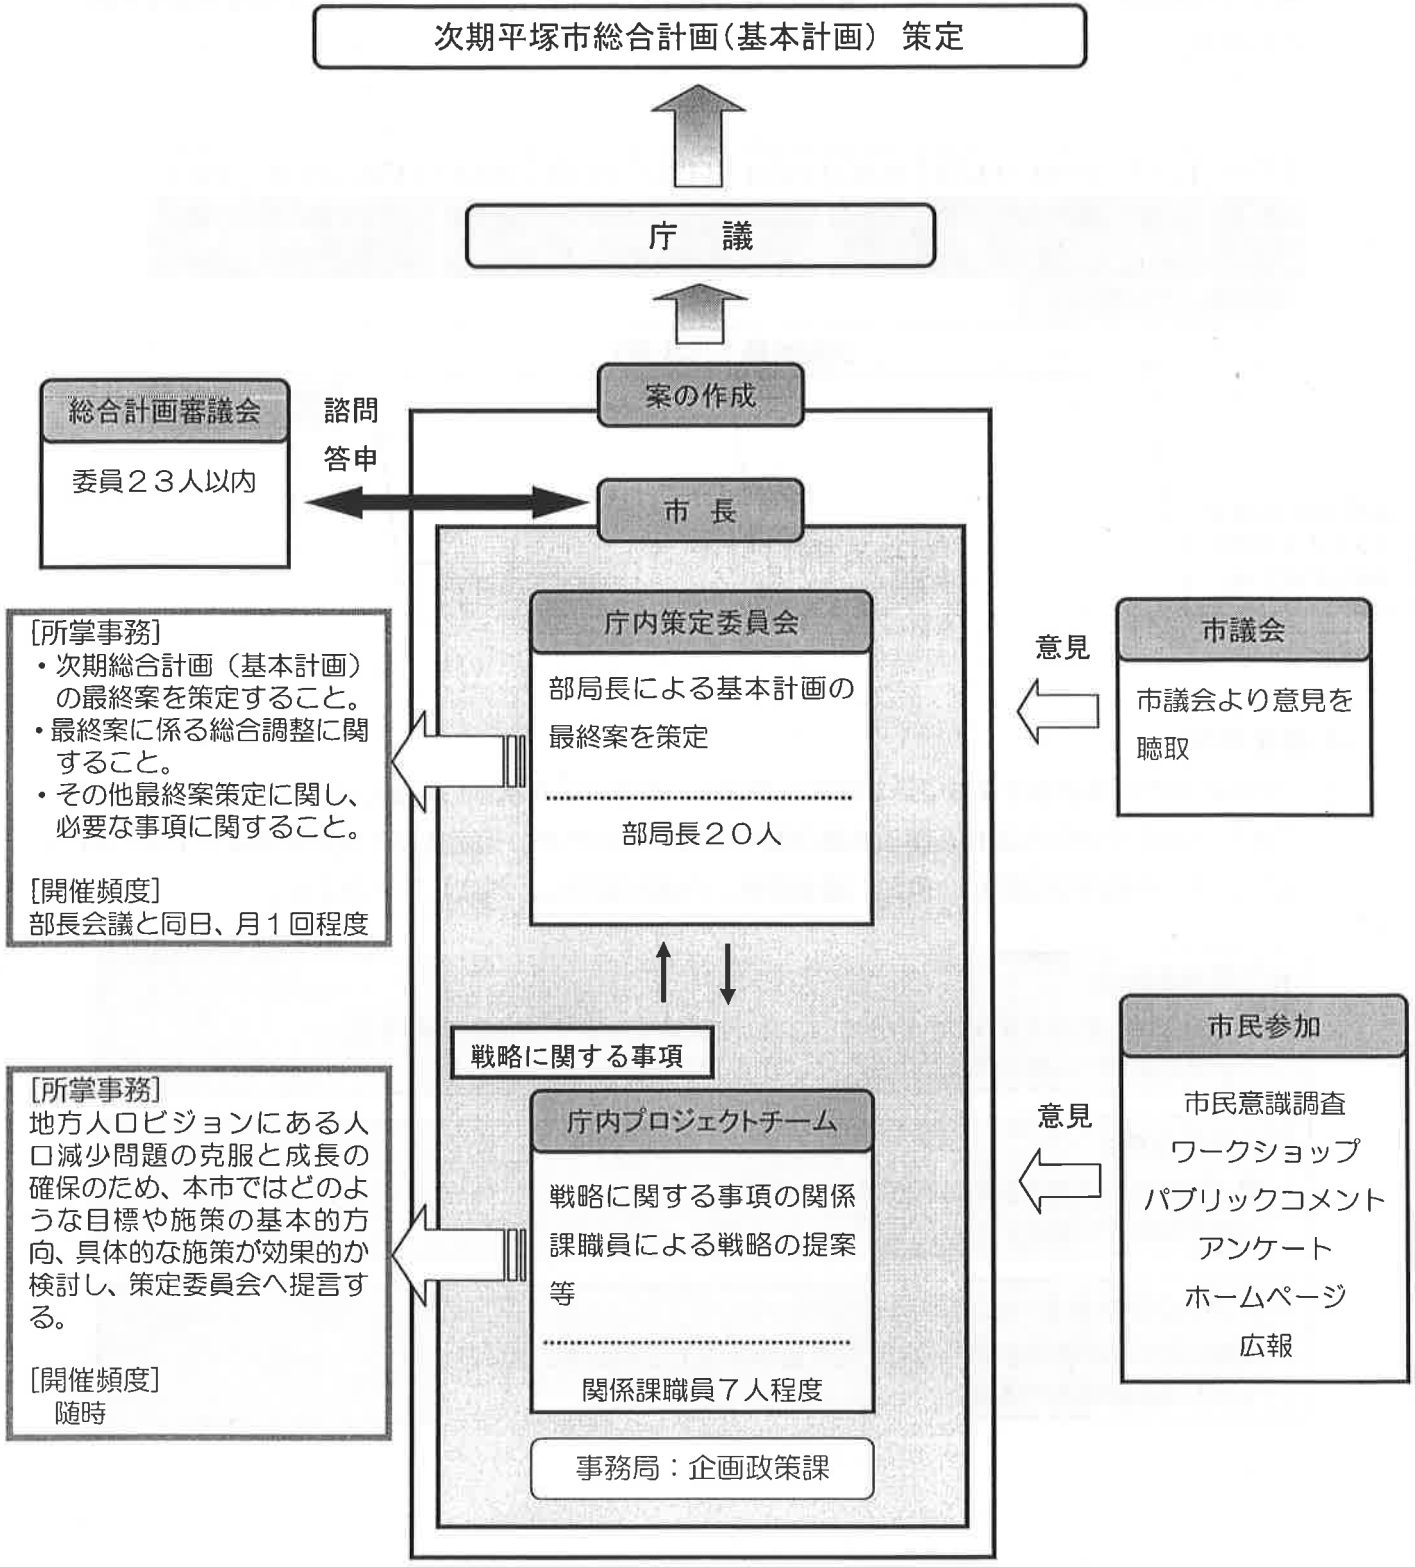 次期平塚市総合計画(基本計画) 策定
庁 議
案の作成
総合計画審議会
委員23人以内
諮問
答申
市 長
庁内策定委員会
部局長による基本計画の
最終案を策定
部局長20人
[所掌事務]
・次期総合計画(基本計画)
の最終案を策定すること。
・最終案に係る総合調整に関
すること。
・その他最終案策定に関し、
必要な事項に関すること。
[開催頻度]
部長会議と同日、月1回程度
意見
市議会
市議会より意見を
聴取
戦略に関する事項
庁内プロジェクトチーム
戦略に関する事項の関係
課職員による戦略の提案
等
関係課職員7人程度
[所掌事務]
地方人口ビジョンにある人
口減少問題の克服と成長の
確保のため、本市ではどのよ
うな目標や施策の基本的方
向、具体的な施策が効果的か
検討し、策定委員会へ提言す
る。
[開催頻度]
随時
意見
市民参加
市民意識調査
ワークショップ
パブリックコメント
アンケート
ホームページ
広報
事務局:企画政策課